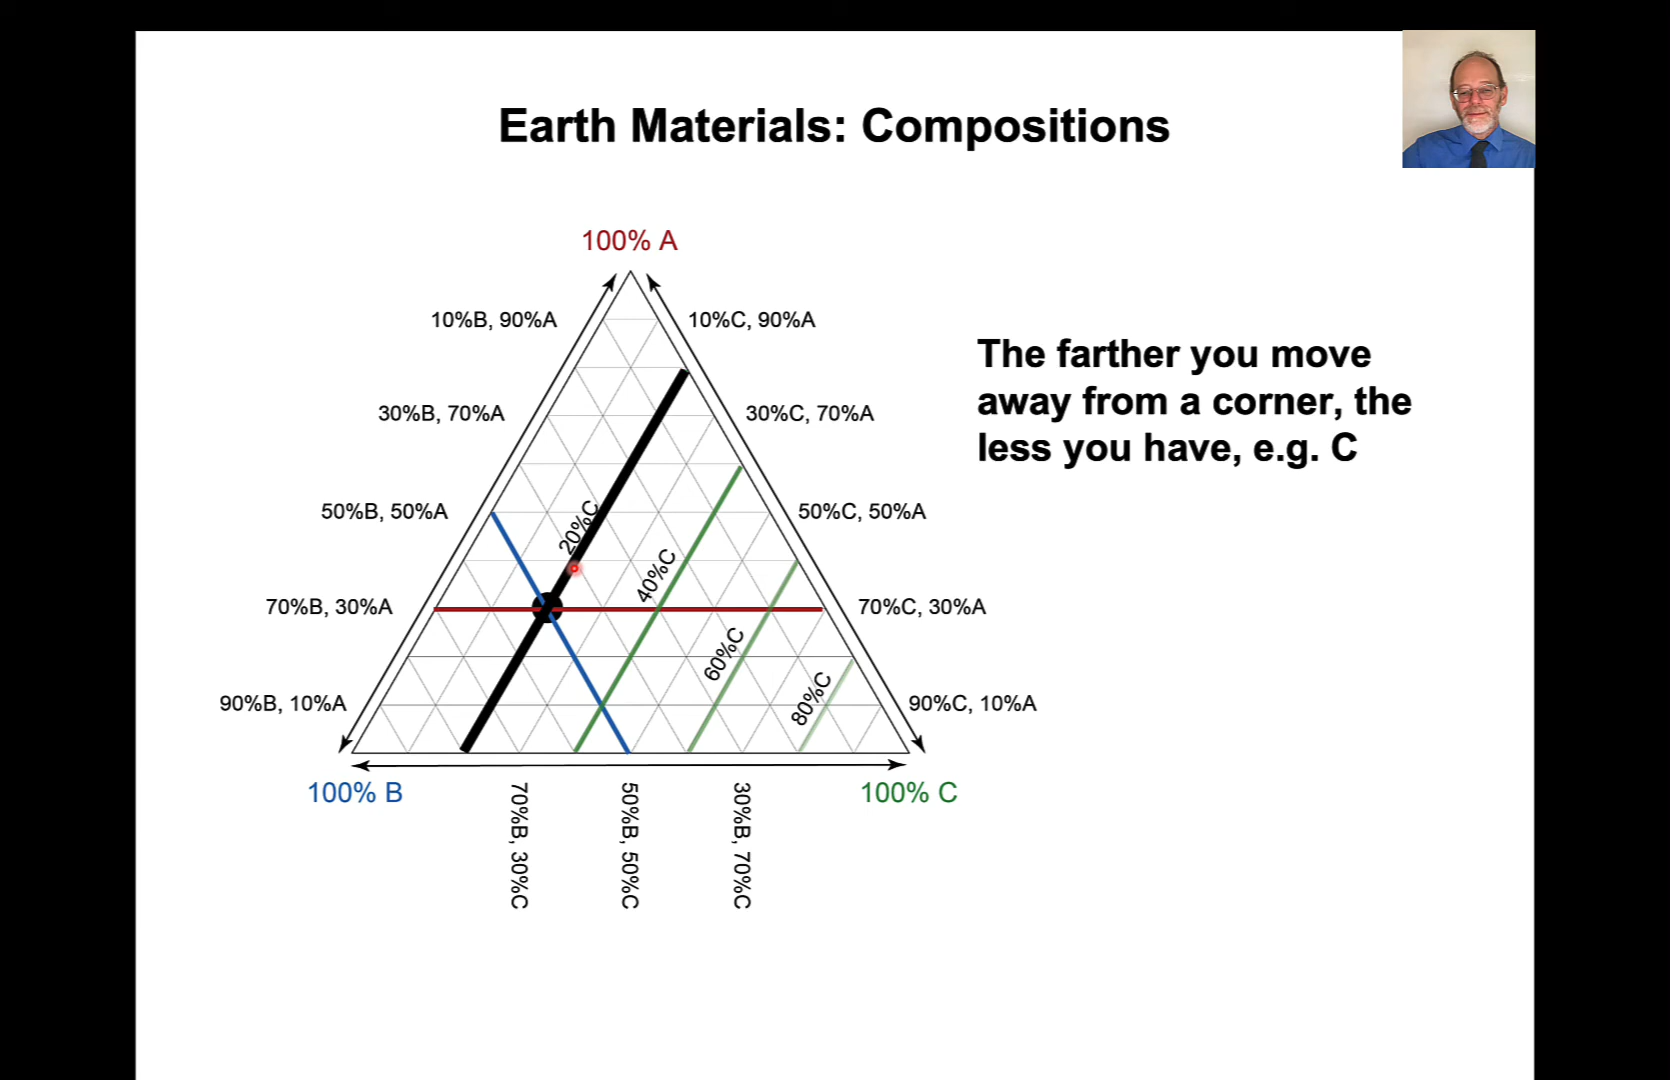 Earth Materials: Compositions
100% A
10%B, 90%A
10%C, 90%A
The farther you move
away from a corner, the
less you have, e.g. C
30%B, 70%A
30%C, 70%A
50%B, 50%A
20%C
50%C, 50%A
40%C
70%B, 30%A
70%C, 30%A
60%C
80%C
90%B, 10%A
90%C, 10%A
100% B
100% C
70%B, 30%C
50%B, 50%C
30%B, 70%C